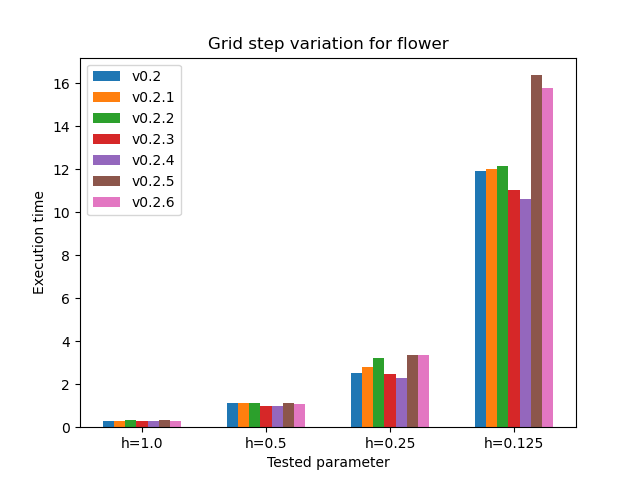 Grid step variation for flower
v0.2
v0.2.1
v0.2.2
v0.2.3
v0.2.4
v0.2.5
v0.2.6
Execution time
16
14
12
10
8
6
4
2
0
h=1.0 h=0.5 h=0.25 h=0.125
Tested parameter